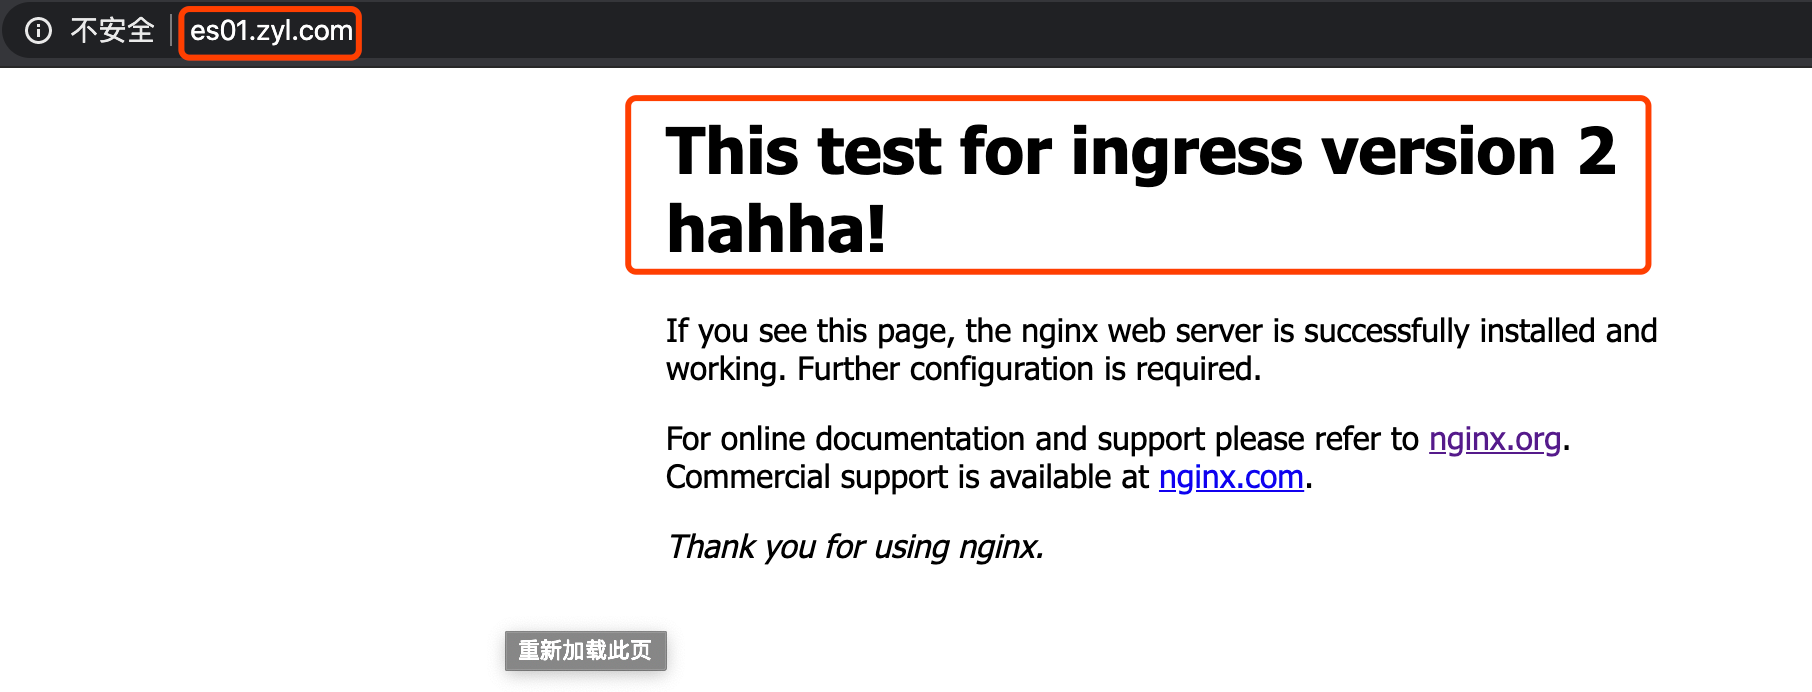 不安全 es01.zyl.com
This test for ingress version 2
hahha!
If you see this page, the nginx web server is successfully installed and
working. Further configuration is required.
For online documentation and support please refer to nginx.org.
Commercial support is available at nginx.com.
Thank you for using nginx.
重新加载此页